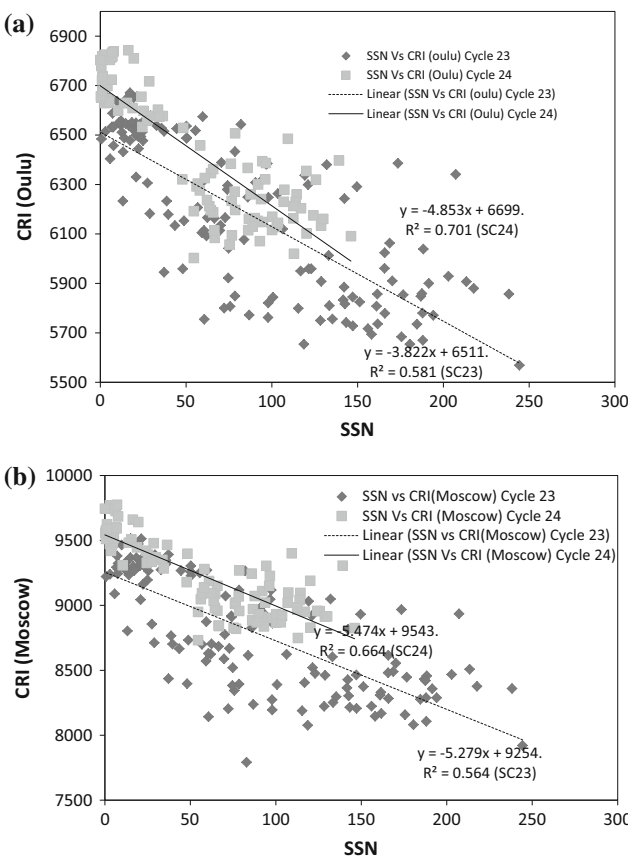 (a)
6900
6700
6500
6300
6100
5900
5700
5500
CRI (Oulu)
SSN Vs CRI (oulu) Cycle 23
SSN Vs CRI (Oulu) Cycle 24
Linear (SSN Vs CRI (oulu) Cycle 23)
Linear (SSN Vs CRI (Oulu) Cycle 24)
y = -4.853x + 6699.
R² = 0.701 (SC24)
y = -3.822x + 6511.
R² = 0.581 (SC23)
0 50 100 150 200 250 300
SSN
(b)
10000
9500
9000
8500
8000
7500
CRI (Moscow)
SSN vs CRI(Moscow) Cycle 23
SSN Vs CRI (Moscow) Cycle 24
Linear (SSN vs CRI(Moscow) Cycle 23)
Linear (SSN Vs CRI (Moscow) Cycle 24)
y = -5.474x + 9543.
R² = 0.664 (SC24)
y = -5.279x + 9254.
R² = 0.564 (SC23)
0 50 100 150 200 250 300
SSN